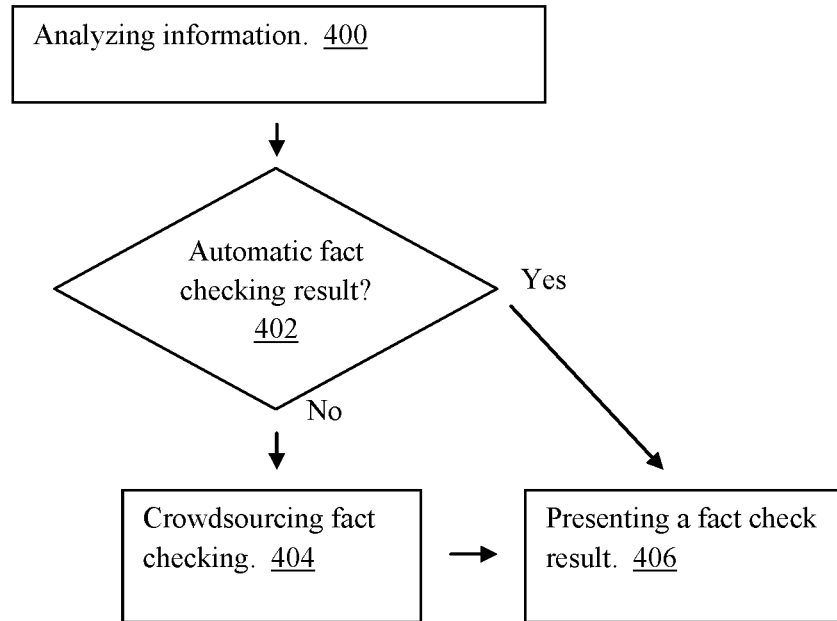 Analyzing information. 400
Automatic fact
checking result?
402
Yes
No
Crowdsourcing fact
checking. 404
Presenting a fact check
result. 406